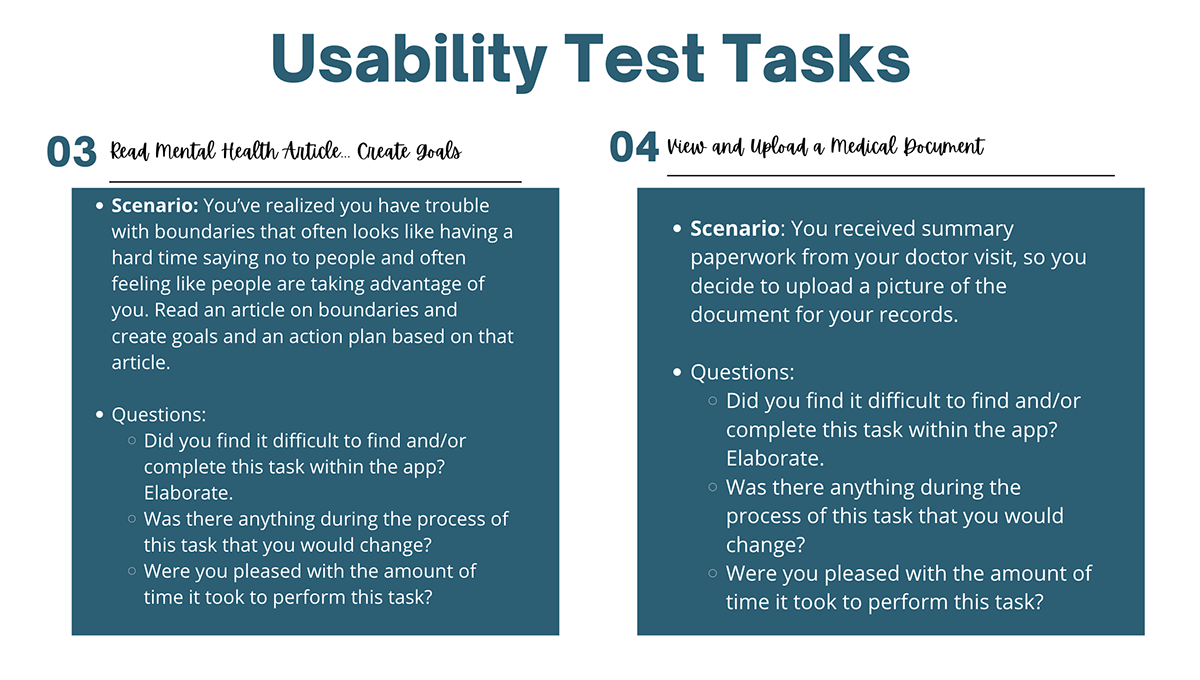 Usability Test Tasks
03 Read Mental Health Article... Create Goals
• Scenario: You’ve realized you have trouble
with boundaries that often looks like having a
hard time saying no to people and often
feeling like people are taking advantage of
you. Read an article on boundaries and
create goals and an action plan based on that
article.
• Questions:
○ Did you find it difficult to find and/or
complete this task within the app?
Elaborate.
○ Was there anything during the process of
this task that you would change?
○ Were you pleased with the amount of
time it took to perform this task?
04 View and Upload a Medical Document
• Scenario: You received summary
paperwork from your doctor visit, so you
decide to upload a picture of the
document for your records.
• Questions:
○ Did you find it difficult to find and/or
complete this task within the app?
Elaborate.
○ Was there anything during the
process of this task that you would
change?
○ Were you pleased with the amount of
time it took to perform this task?